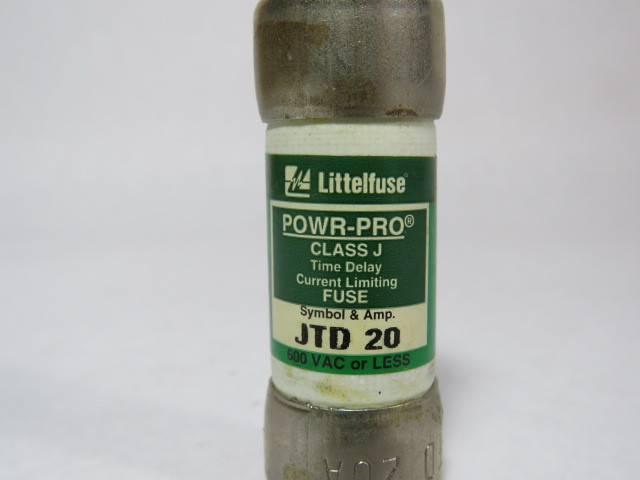 Littelfuse®
POWR-PRO®
CLASS J
Time Delay
Current Limiting
FUSE
Symbol & Amp.
JTD 20
600 VAC or LESS